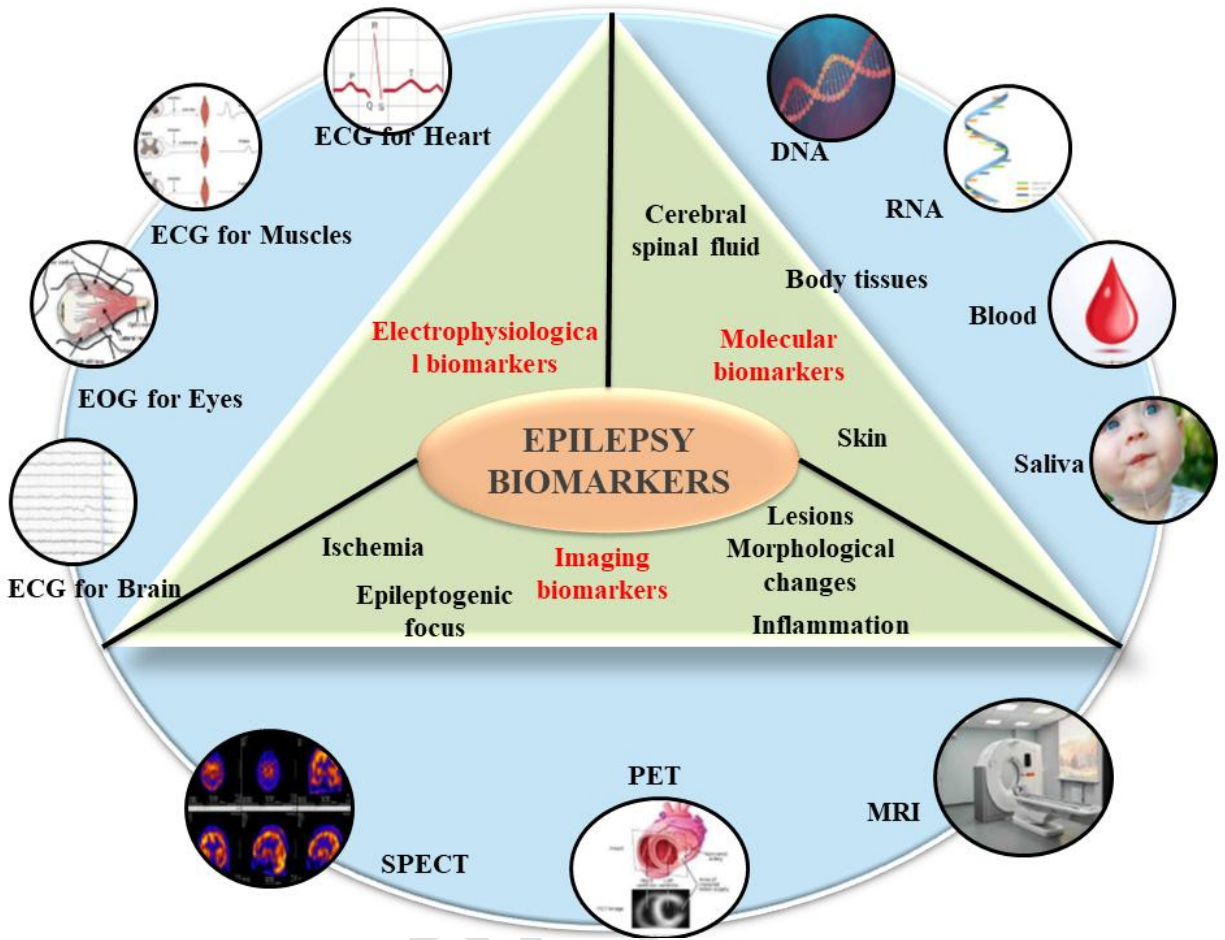 R
P
T
Q
S
ECG for Heart
ECG for Muscles
EOG for Eyes
ECG for Brain
DNA
RNA
Blood
Saliva
Cerebral
spinal fluid
Body tissues
Electrophysiologica
l biomarkers
Molecular
biomarkers
EPILEPSY
BIOMARKERS
Skin
Ischemia
Epileptogenic
focus
Imaging
biomarkers
Lesions
Morphological
changes
Inflammation
SPECT
PET
MRI